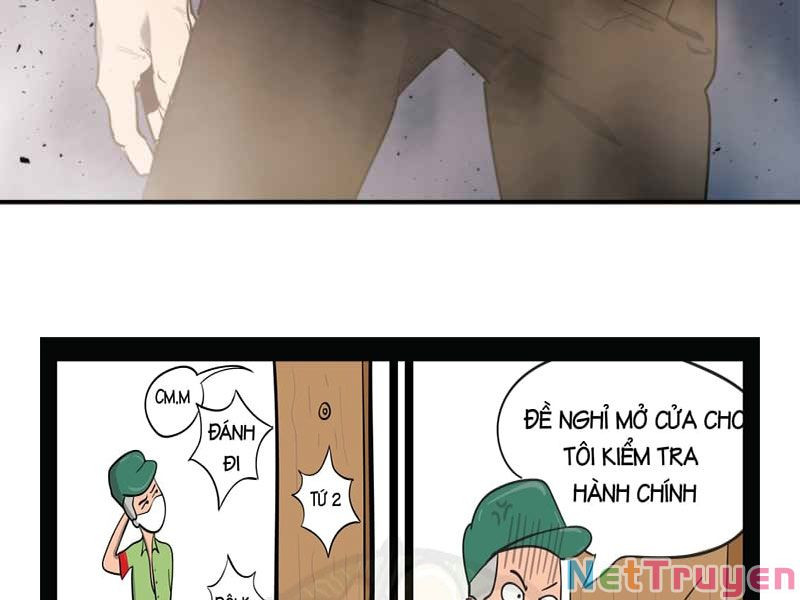 CM.M
ĐÁNH
ĐI
TỨ 2
ĐỀ NGHỈ MỞ CỬA CHO
TÔI KIỂM TRA
HÀNH CHÍNH
NetTruyen